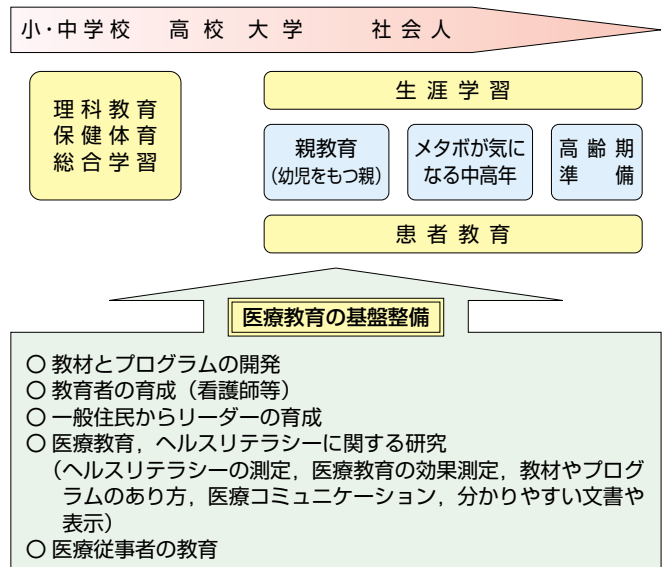 小・中学校 高校 大学 社会人
理科教育
保健体育
総合学習
生涯学習
親教育
(幼児をもつ親)
メタボが気に
なる中高年
高齢期
準備
患者教育
医療教育の基盤整備
○ 教材とプログラムの開発
○ 教育者の育成（看護師等）
○ 一般住民からリーダーの育成
○ 医療教育，ヘルスリテラシーに関する研究
（ヘルスリテラシーの測定，医療教育の効果測定，教材やプログ
ラムのあり方，医療コミュニケーション，分かりやすい文書や
表示）
○ 医療従事者の教育